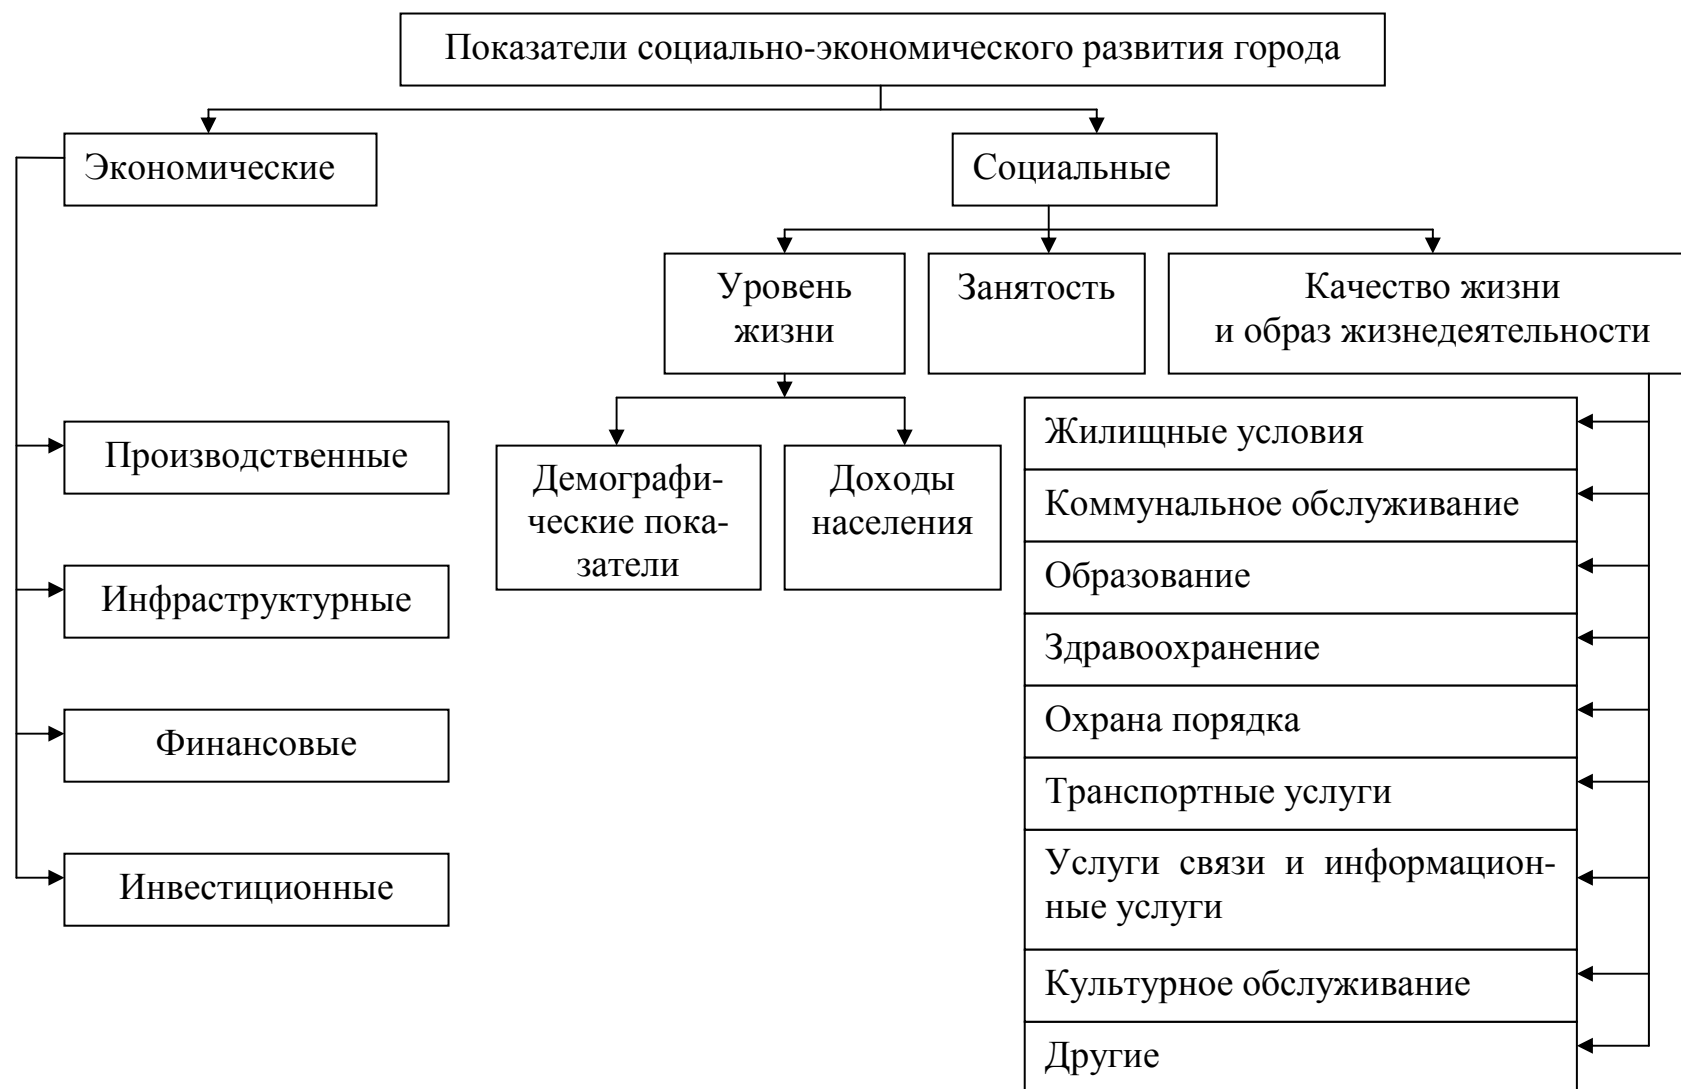 Показатели социально-экономического развития города
Экономические
Социальные
Уровень
жизни
Занятость
Качество жизни
и образ жизнедеятельности
Производственные
Инфраструктурные
Финансовые
Инвестиционные
Демографи-
ческие пока-
затели
Доходы
населения
Жилищные условия
Коммунальное обслуживание
Образование
Здравоохранение
Охрана порядка
Транспортные услуги
Услуги связи и информацион-
ные услуги
Культурное обслуживание
Другие